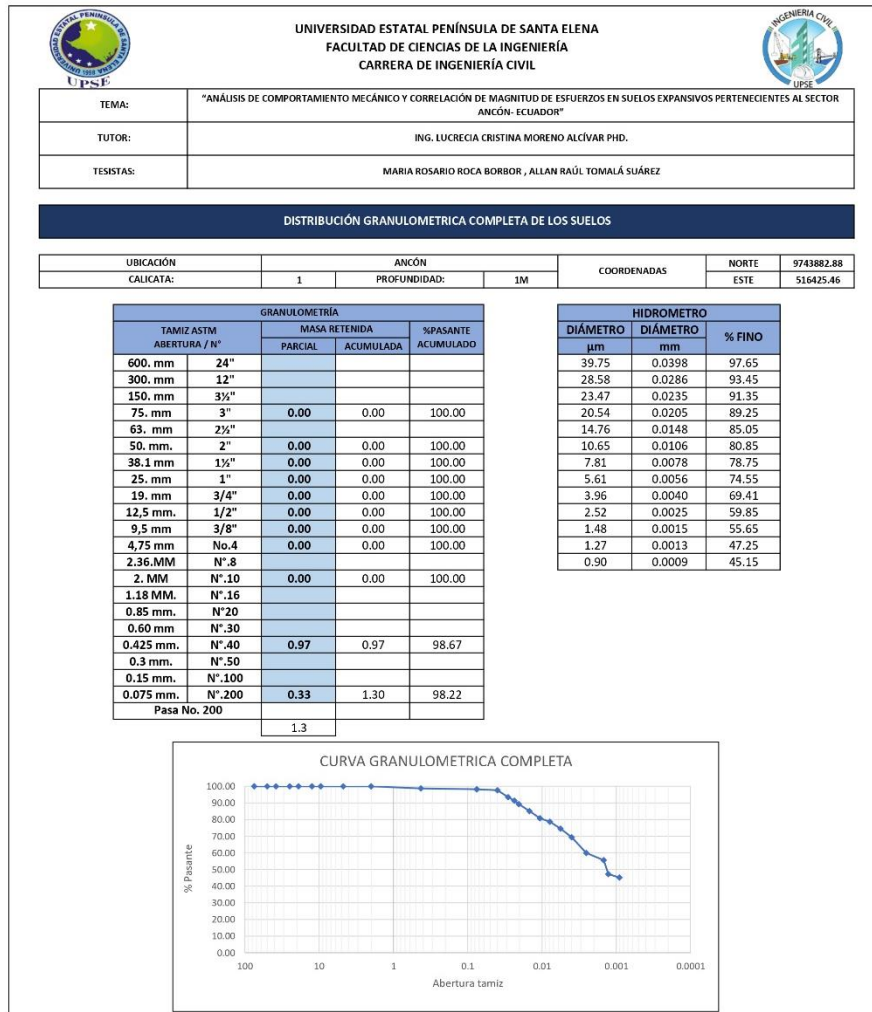 UNIVERSIDAD ESTATAL PENÍNSULA DE SANTA ELENA
FACULTAD DE CIENCIAS DE LA INGENIERÍA
CARRERA DE INGENIERÍA CIVIL
UNIVERSIDAD ESTATAL PENINSULA DE SANTA ELENA
UPSE
INGENIERIA CIVIL
UPSE
TEMA: "ANÁLISIS DE COMPORTAMIENTO MECÁNICO Y CORRELACIÓN DE MAGNITUD DE ESFUERZOS EN SUELOS EXPANSIVOS PERTENECIENTES AL SECTOR
ANCÓN- ECUADOR"
TUTOR: ING. LUCRECIA CRISTINA MORENO ALCÍVAR PHD.
TESISTAS: MARIA ROSARIO ROCA BORBOR , ALLAN RAÚL TOMALÁ SUÁREZ
DISTRIBUCIÓN GRANULOMETRICA COMPLETA DE LOS SUELOS
UBICACIÓN ANCÓN COORDENADAS NORTE 9743882.88
CALICATA: 1 PROFUNDIDAD: 1M ESTE 516425.46
GRANULOMETRÍA
TAMIZ ASTM MASA RETENIDA %PASANTE
ABERTURA / N° PARCIAL ACUMULADA ACUMULADO
600. mm 24"
300. mm 12"
150. mm 3½"
75. mm 3" 0.00 0.00 100.00
63. mm 2½"
50. mm. 2" 0.00 0.00 100.00
38.1 mm 1½" 0.00 0.00 100.00
25. mm 1" 0.00 0.00 100.00
19. mm 3/4" 0.00 0.00 100.00
12,5 mm. 1/2" 0.00 0.00 100.00
9,5 mm 3/8" 0.00 0.00 100.00
4,75 mm No.4 0.00 0.00 100.00
2.36.MM N°.8
2. MM N°.10 0.00 0.00 100.00
1.18 MM. N°.16
0.85 mm. N°20
0.60 mm N°.30
0.425 mm. N°.40 0.97 0.97 98.67
0.3 mm. N°.50
0.15 mm. N°.100
0.075 mm. N°.200 0.33 1.30 98.22
Pasa No. 200
1.3
HIDROMETRO
DIÁMETRO DIÁMETRO % FINO
µm mm
39.75 0.0398 97.65
28.58 0.0286 93.45
23.47 0.0235 91.35
20.54 0.0205 89.25
14.76 0.0148 85.05
10.65 0.0106 80.85
7.81 0.0078 78.75
5.61 0.0056 74.55
3.96 0.0040 69.41
2.52 0.0025 59.85
1.48 0.0015 55.65
1.27 0.0013 47.25
0.90 0.0009 45.15
CURVA GRANULOMETRICA COMPLETA
% Pasante
100.00
90.00
80.00
70.00
60.00
50.00
40.00
30.00
20.00
10.00
0.00
100 10 1 0.1 0.01 0.001 0.0001
Abertura tamiz